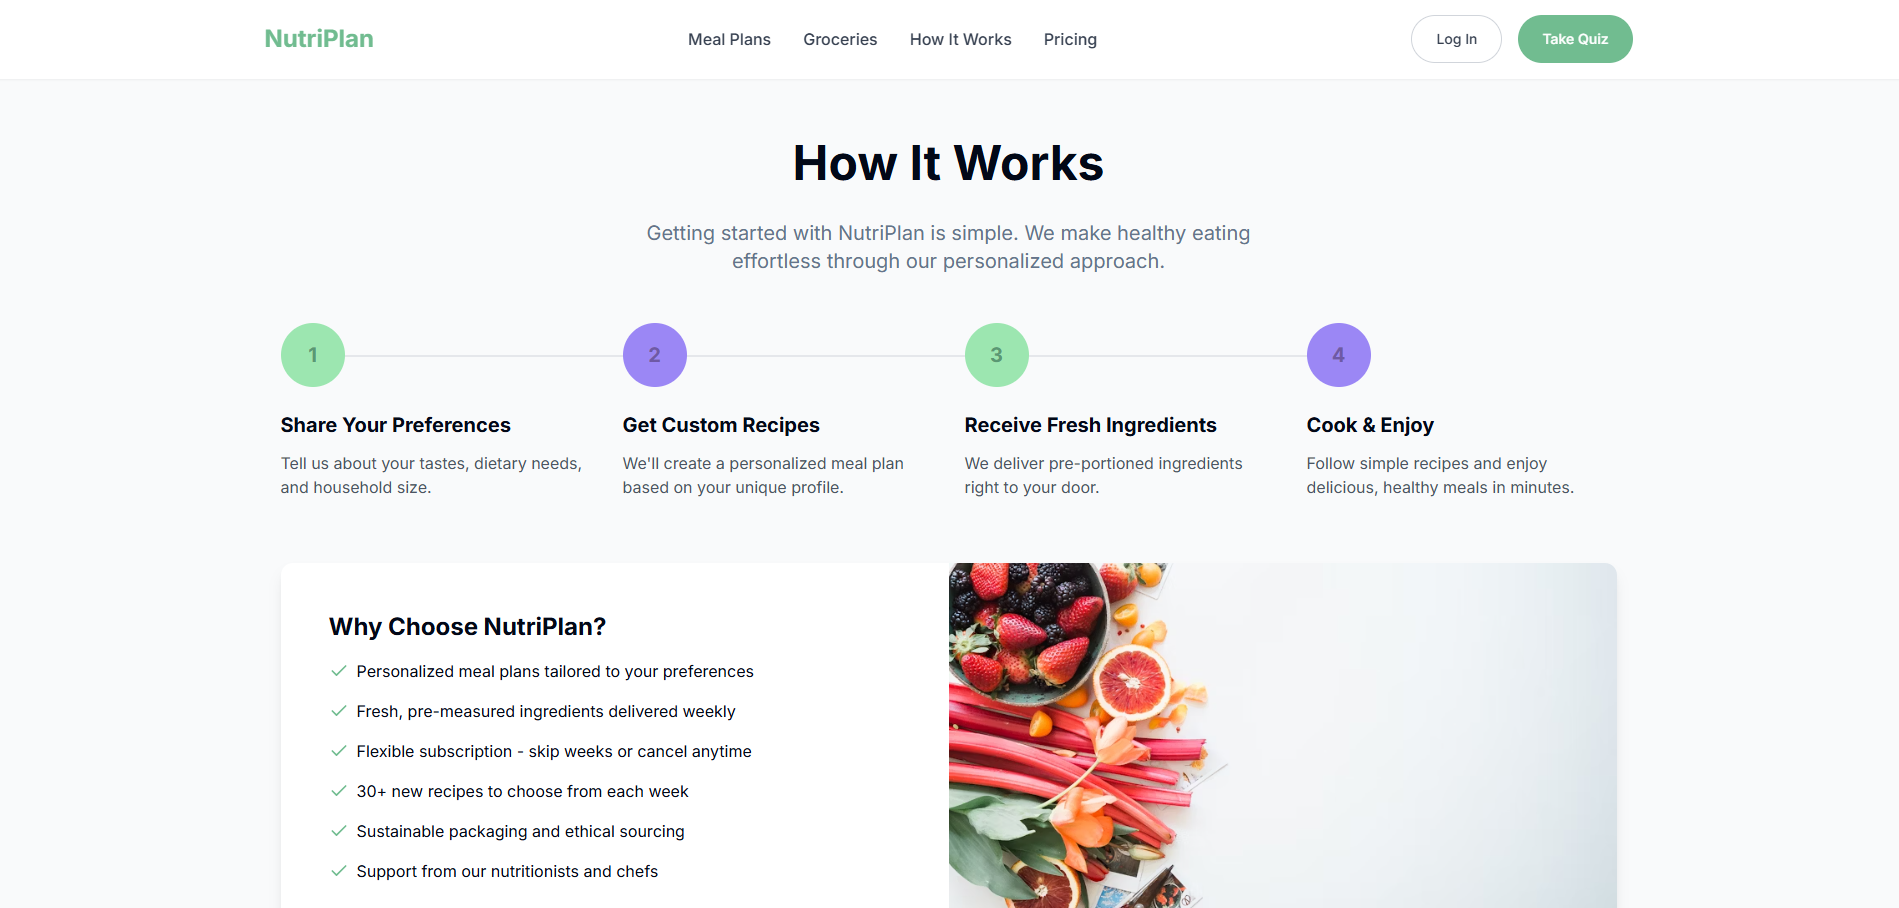 NutriPlan
Meal Plans
Groceries
How It Works
Pricing
Log In
Take Quiz
How It Works
Getting started with NutriPlan is simple. We make healthy eating
effortless through our personalized approach.
1
2
3
4
Share Your Preferences
Tell us about your tastes, dietary needs,
and household size.
Get Custom Recipes
We'll create a personalized meal plan
based on your unique profile.
Receive Fresh Ingredients
We deliver pre-portioned ingredients
right to your door.
Cook & Enjoy
Follow simple recipes and enjoy
delicious, healthy meals in minutes.
Why Choose NutriPlan?
Personalized meal plans tailored to your preferences
Fresh, pre-measured ingredients delivered weekly
Flexible subscription - skip weeks or cancel anytime
30+ new recipes to choose from each week
Sustainable packaging and ethical sourcing
Support from our nutritionists and chefs